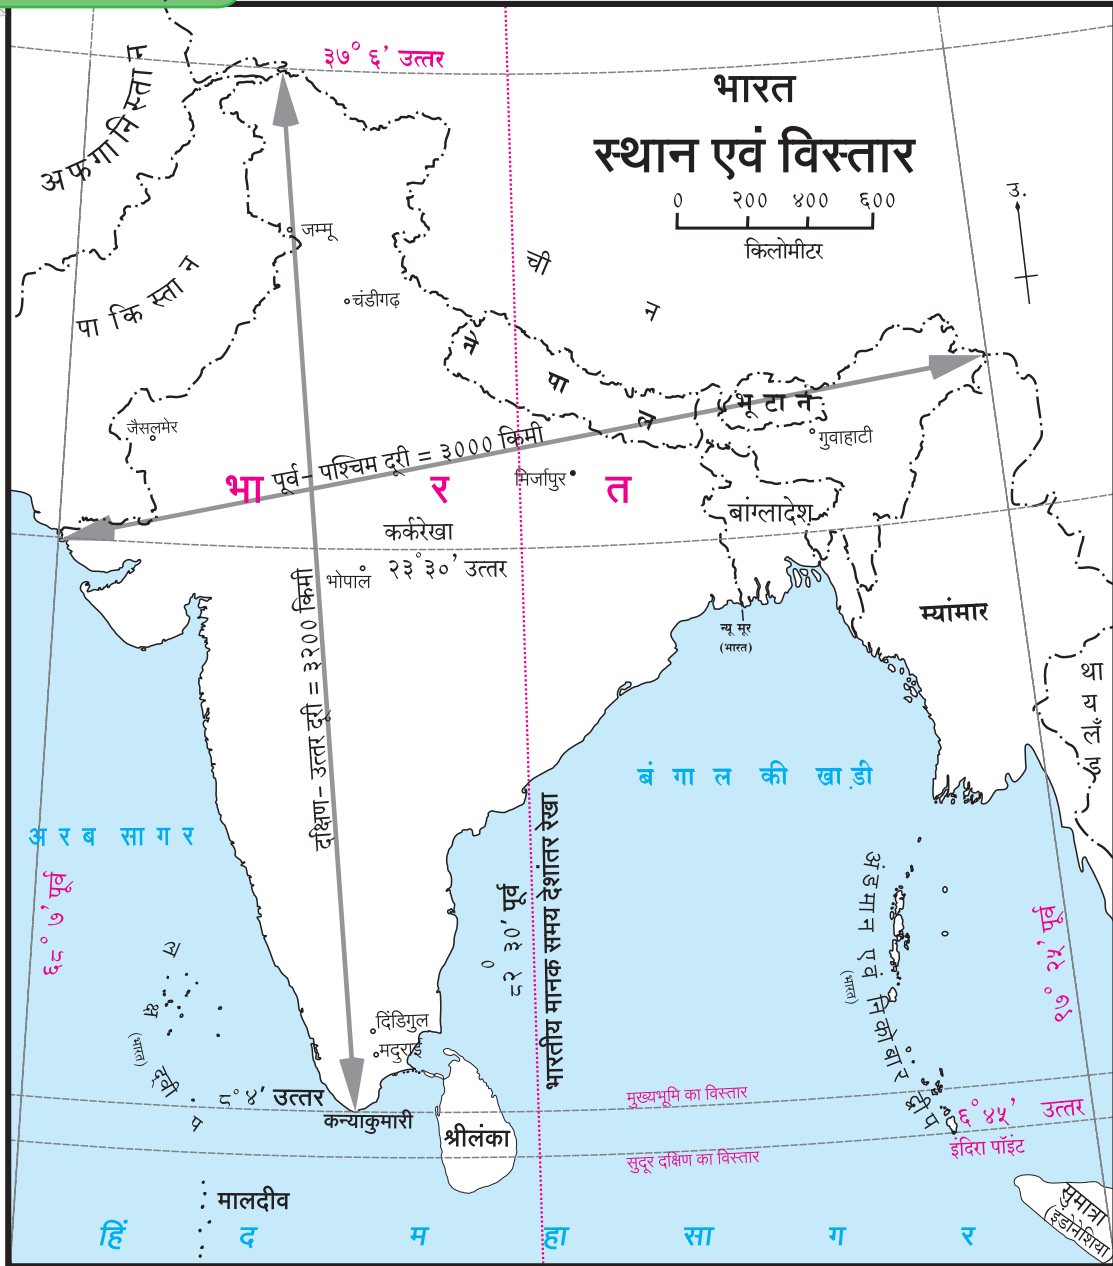 ३७° ६' उत्तर
भारत
स्थान एवं विस्तार
० २०० ४०० ६००
किलोमीटर
उ.
अफगानिस्तान
पाकिस्तान
जम्मू
चंडीगढ़
चीन
नेपाल
भूटान
जैसलमेर
गुवाहाटी
पूर्व–पश्चिम दूरी = ३००० किमी
भारत
मिर्जापुर
बांग्लादेश
कर्करेखा
२३°३०' उत्तर
भोपाल
म्यांमार
न्यू मूर
(भारत)
थायलँड
दक्षिण–उत्तर दूरी = ३२०० किमी
बंगाल की खाड़ी
अरब सागर
६८° ७' पूर्व
८२° ३०' पूर्व
भारतीय मानक समय देशांतर रेखा
अंडमान एवं निकोबार द्वीप
(भारत)
९७° २५' पूर्व
लक्षद्वीप
(भारत)
दिंडिगुल
मदुराई
८°४' उत्तर
कन्याकुमारी
श्रीलंका
मुख्यभूमि का विस्तार
६°४५' उत्तर
इंदिरा पॉइंट
सुदूर दक्षिण का विस्तार
मालदीव
सुमात्रा
(इंडोनेशिया)
हिंद महासागर